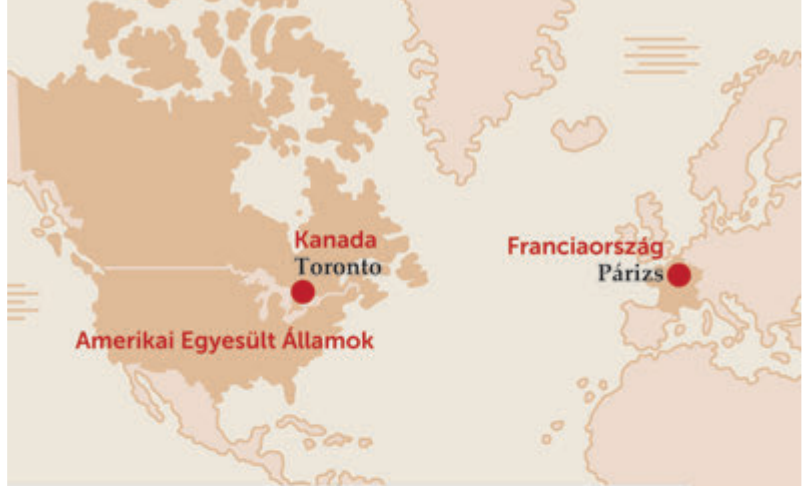 Kanada
Toronto
Franciaország
Párizs
Amerikai Egyesült Államok